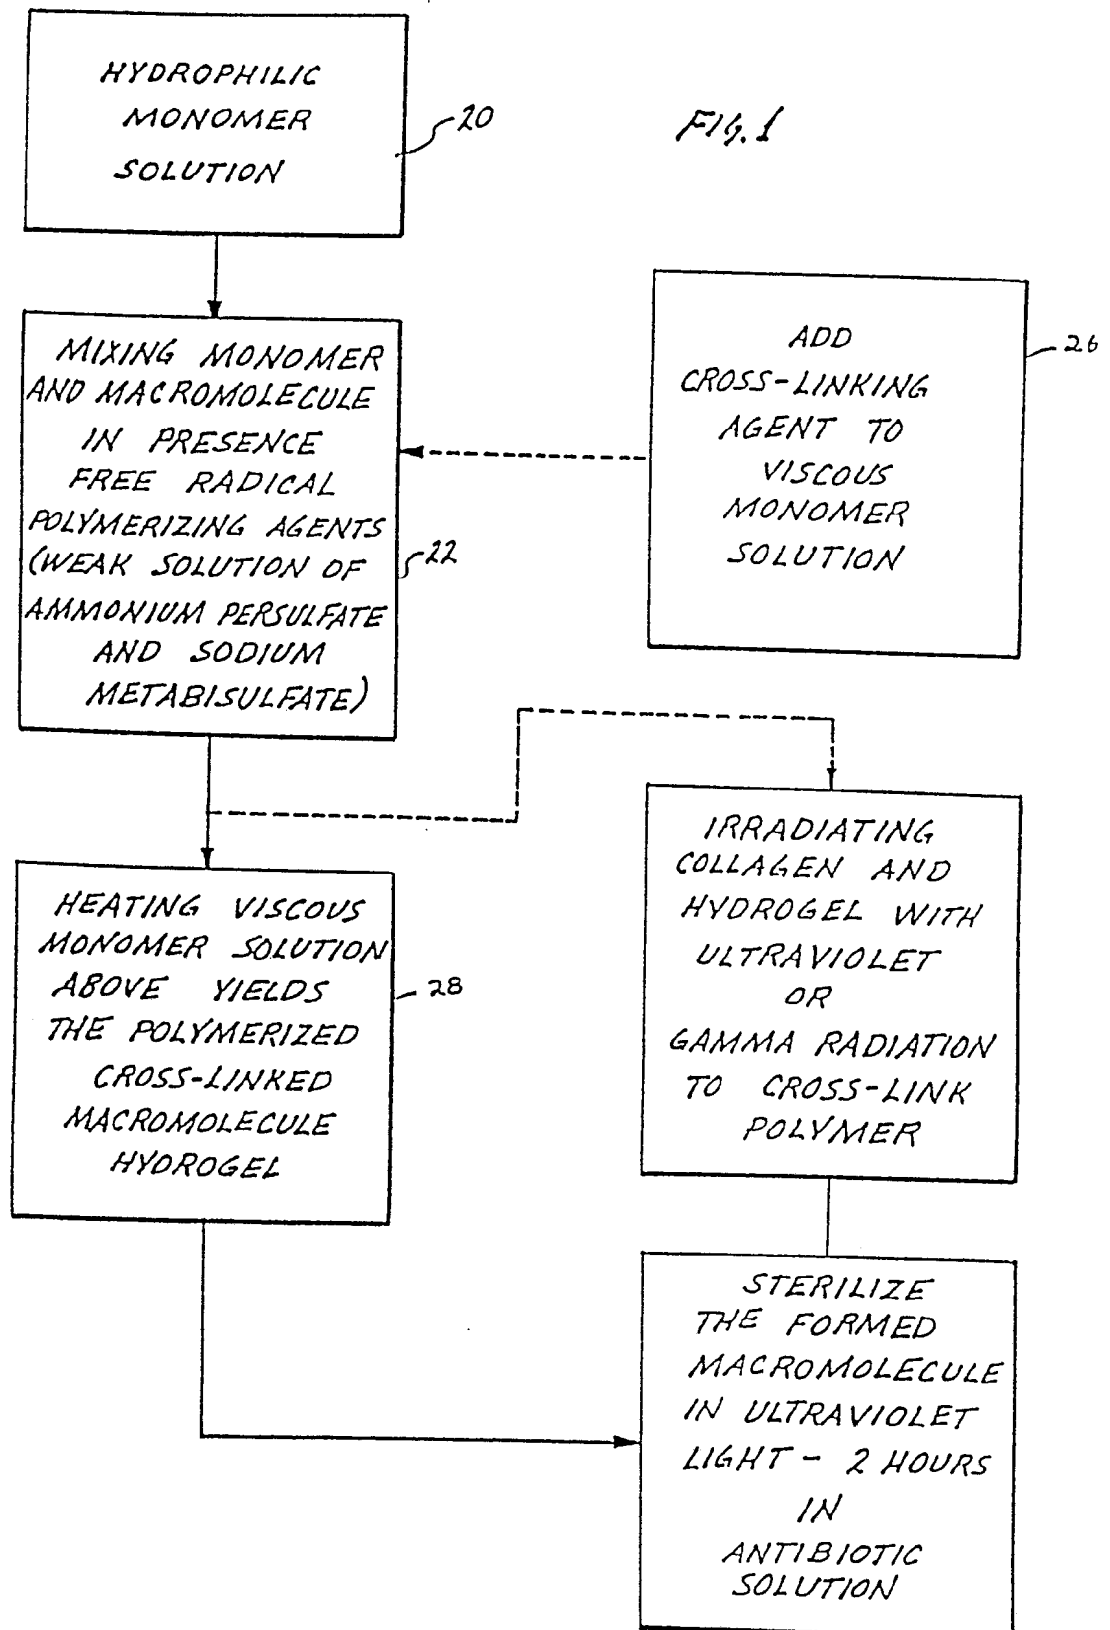 HYDROPHILIC
MONOMER
SOLUTION
20
FIG. 1
MIXING MONOMER
AND MACROMOLECULE
IN PRESENCE
FREE RADICAL
POLYMERIZING AGENTS
(WEAK SOLUTION OF
AMMONIUM PERSULFATE
AND SODIUM
METABISULFATE)
22
ADD
CROSS-LINKING
AGENT TO
VISCOUS
MONOMER
SOLUTION
26
HEATING VISCOUS
MONOMER SOLUTION
ABOVE YIELDS
THE POLYMERIZED
CROSS-LINKED
MACROMOLECULE
HYDROGEL
28
IRRADIATING
COLLAGEN AND
HYDROGEL WITH
ULTRAVIOLET
OR
GAMMA RADIATION
TO CROSS-LINK
POLYMER
STERILIZE
THE FORMED
MACROMOLECULE
IN ULTRAVIOLET
LIGHT - 2 HOURS
IN
ANTIBIOTIC
SOLUTION